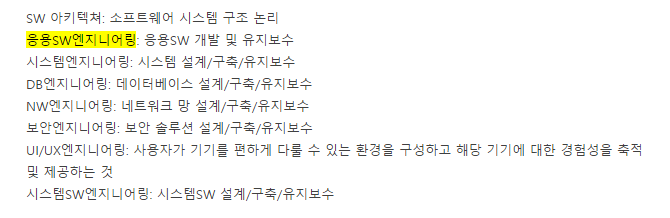 SW 아키텍쳐: 소프트웨어 시스템 구조 논리
응용SW엔지니어링: 응용SW 개발 및 유지보수
시스템엔지니어링: 시스템 설계/구축/유지보수
DB엔지니어링: 데이터베이스 설계/구축/유지보수
NW엔지니어링: 네트워크 망 설계/구축/유지보수
보안엔지니어링: 보안 솔루션 설계/구축/유지보수
UI/UX엔지니어링: 사용자가 기기를 편하게 다룰 수 있는 환경을 구성하고 해당 기기에 대한 경험성을 축적
및 제공하는 것
시스템SW엔지니어링: 시스템SW 설계/구축/유지보수